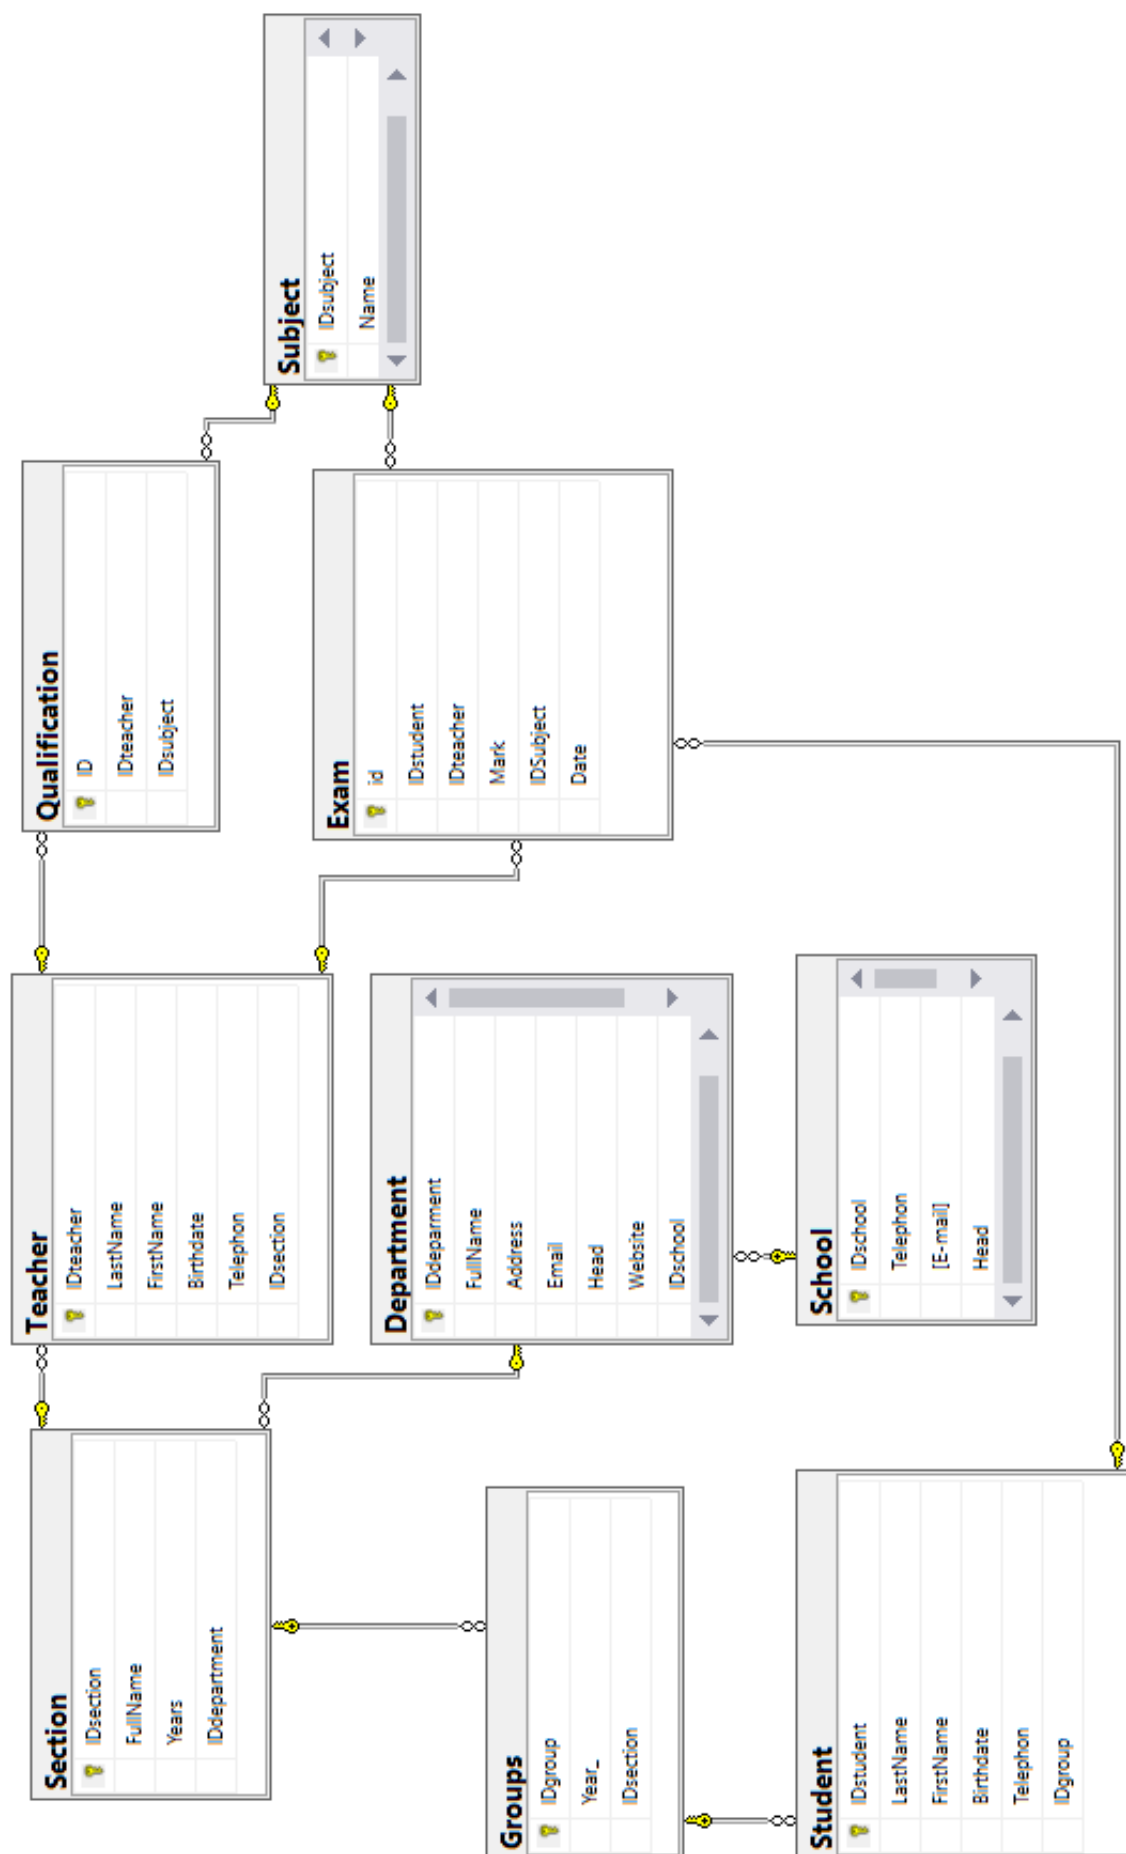 Section
IDsection
FullName
Years
IDdepartment
Teacher
IDteacher
LastName
FirstName
Birthdate
Telephon
IDsection
Qualification
ID
IDteacher
IDsubject
Subject
IDsubject
Name
Groups
IDgroup
Year_
IDsection
Department
IDdeparment
FullName
Address
Email
Head
Website
IDschool
Exam
id
IDstudent
IDteacher
Mark
IDSubject
Date
Student
IDstudent
LastName
FirstName
Birthdate
Telephon
IDgroup
School
IDschool
Telephon
[E-mail]
Head